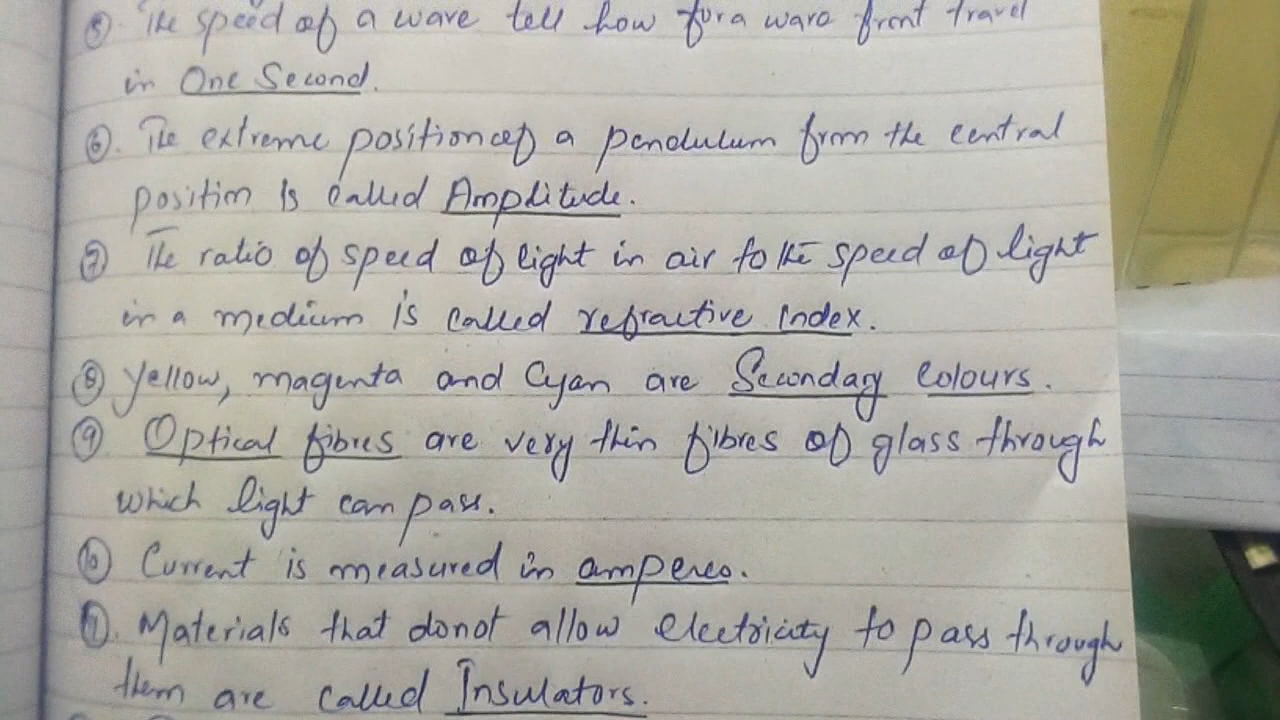 ⑤. The speed of a wave tell how far a wave front travel
in One Second.
⑥. The extreme position of a pendulum from the central
position is called Amplitude.
⑦ The ratio of speed of light in air to the speed of light
in a medium is called refractive index.
⑧ Yellow, magenta and Cyan are Secondary Colours.
⑨ Optical fibres are very thin fibres of glass through
which light can pass.
⑩ Current is measured in amperes.
⑪. Materials that donot allow electricity to pass through
them are called Insulators.